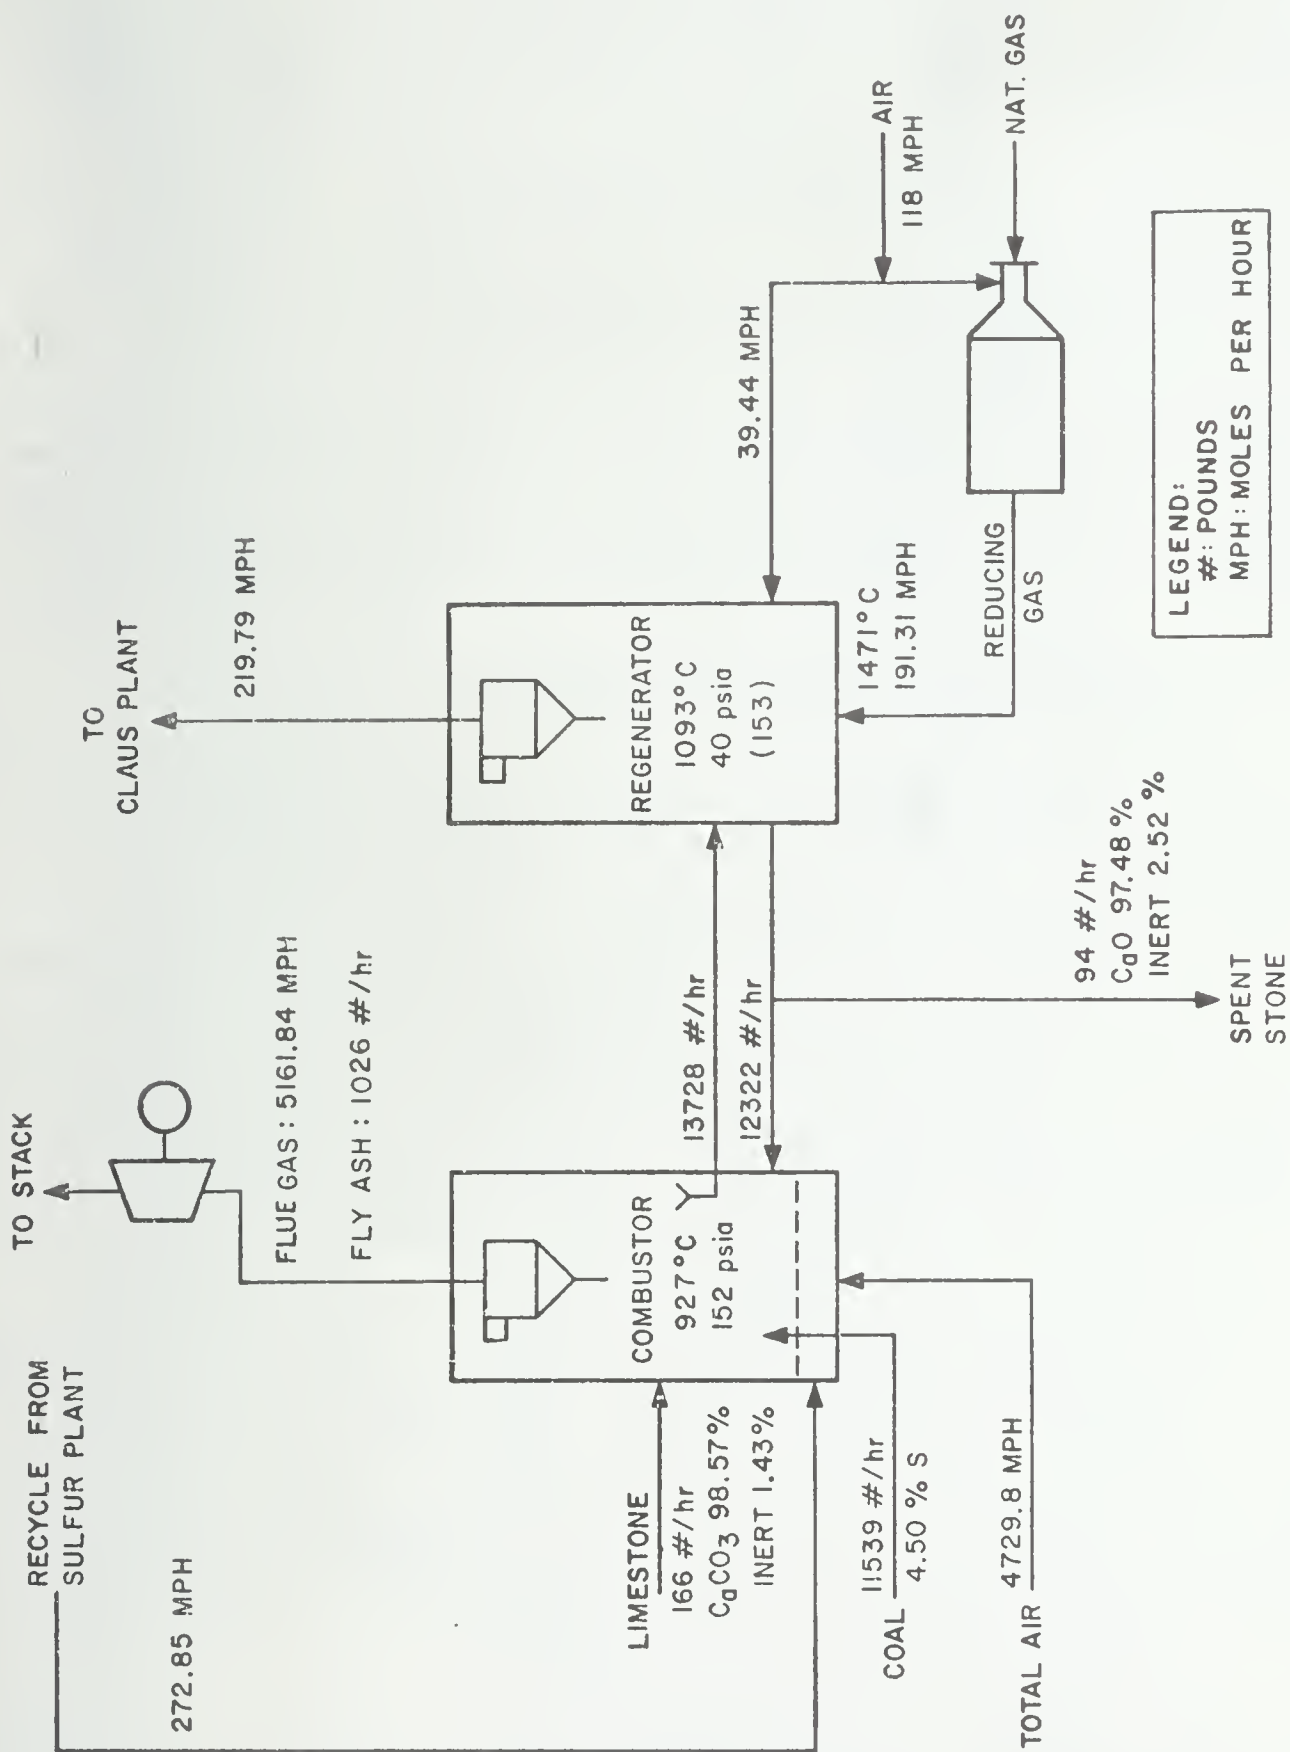 TO STACK
RECYCLE FROM
SULFUR PLANT
272.85 MPH
FLUE GAS : 5161.84 MPH
FLY ASH : 1026 #/hr
TO
CLAUS PLANT
219.79 MPH
COMBUSTOR
927°C
152 psia
LIMESTONE
166 #/hr
CaCO3 98.57%
INERT 1.43%
COAL
11539 #/hr
4.50 % S
TOTAL AIR 4729.8 MPH
13728 #/hr
12322 #/hr
REGENERATOR
1093°C
40 psia
(153)
94 #/hr
CaO 97.48 %
INERT 2.52 %
SPENT
STONE
1471°C
191.31 MPH
REDUCING
GAS
39.44 MPH
AIR
118 MPH
NAT. GAS
LEGEND:
#: POUNDS
MPH: MOLES PER HOUR